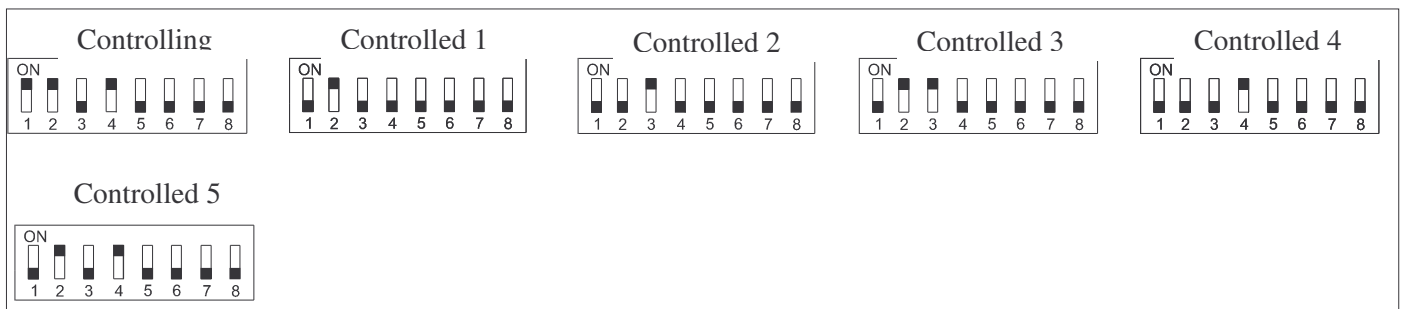 Controlling
ON
1 2 3 4 5 6 7 8
Controlled 1
ON
1 2 3 4 5 6 7 8
Controlled 2
ON
1 2 3 4 5 6 7 8
Controlled 3
ON
1 2 3 4 5 6 7 8
Controlled 4
ON
1 2 3 4 5 6 7 8
Controlled 5
ON
1 2 3 4 5 6 7 8